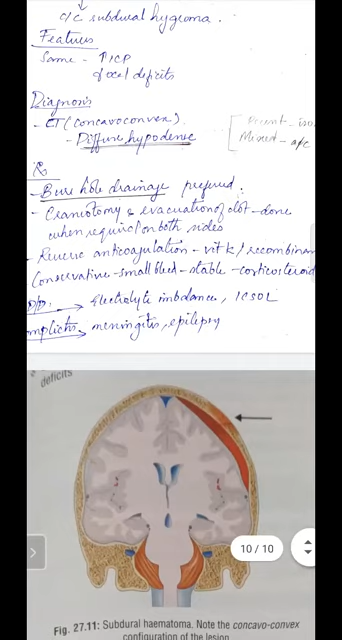 c/c subdural hygroma.
Features
Same - ↑ICP
focal deficits
Diagnosis
- CT (concavoconvex)
- Diffuse hypodense
Recent - iso
Mixed - a/c
R
- Burr hole drainage preferred.
- Craniotomy & evacuation of clot - done
when required on both sides
- Reverse anticoagulation - vit k / recombinan
Conservative - small bleed - stable - corticosteroid
D/D: → Electrolyte imbalance, ICSOL
mplictns → meningitis, epilepsy
deficits
10 / 10
Fig. 27.11: Subdural haematoma. Note the concavo-convex
configuration of the lesion